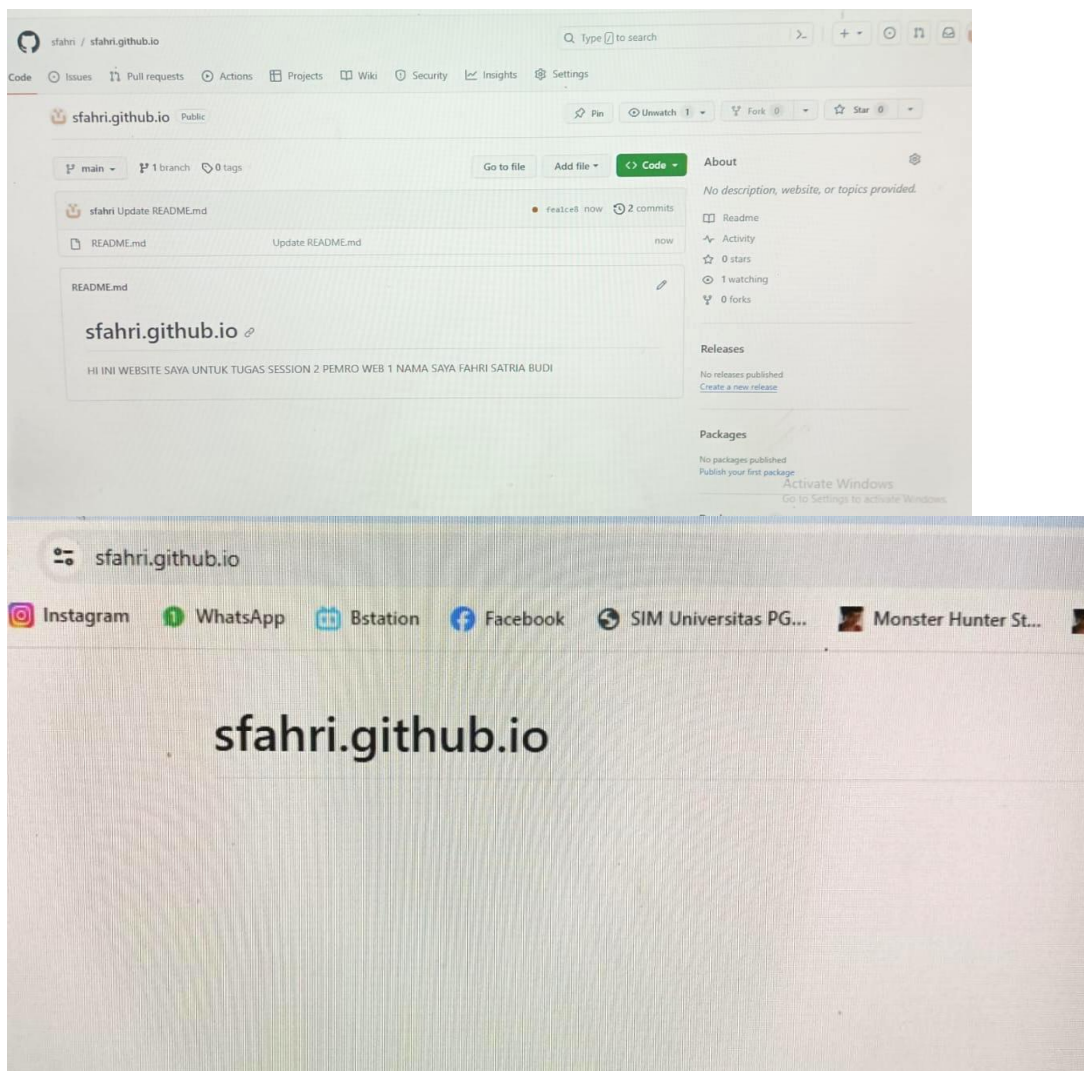 sfahri / sfahri.github.io
Type / to search
Code Issues Pull requests Actions Projects Wiki Security Insights Settings
sfahri.github.io Public
Pin Unwatch 1 Fork 0 Star 0
main 1 branch 0 tags Go to file Add file Code
sfahri Update README.md fea1ce8 now 2 commits
README.md Update README.md now
README.md
sfahri.github.io
HI INI WEBSITE SAYA UNTUK TUGAS SESSION 2 PEMRO WEB 1 NAMA SAYA FAHRI SATRIA BUDI
About
No description, website, or topics provided.
Readme
Activity
0 stars
1 watching
0 forks
Releases
No releases published
Create a new release
Packages
No packages published
Publish your first package
Activate Windows
Go to Settings to activate Windows.
sfahri.github.io
Instagram WhatsApp Bstation Facebook SIM Universitas PG... Monster Hunter St...
sfahri.github.io